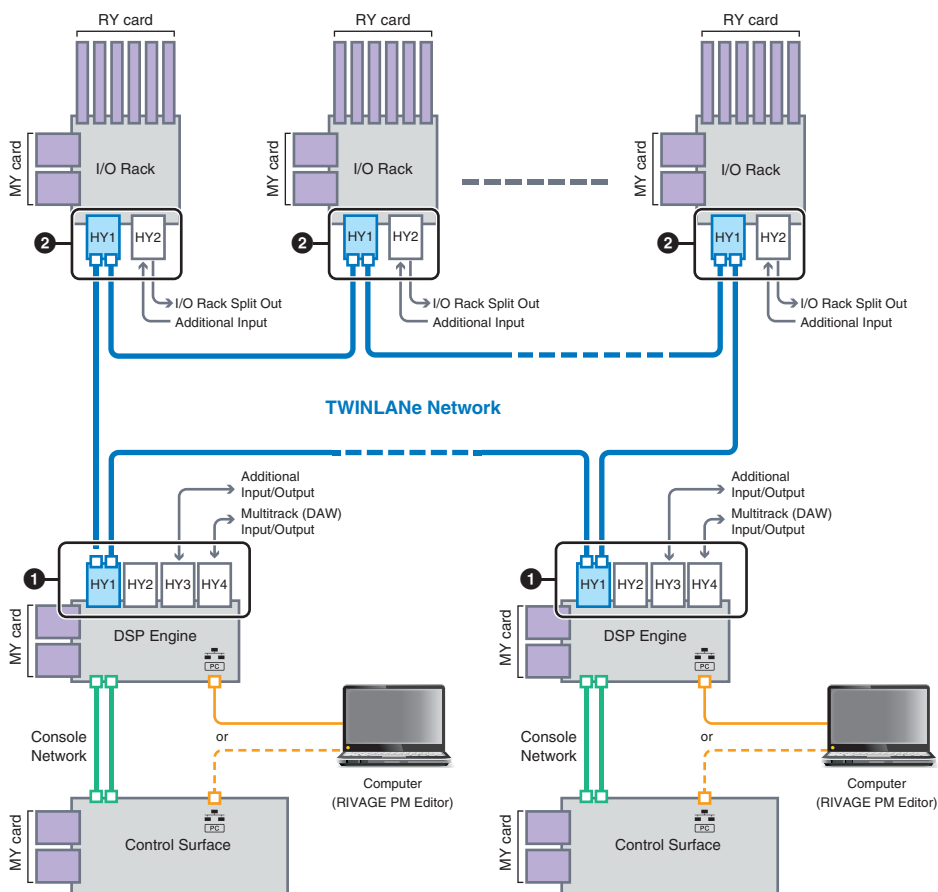 RY card
RY card
RY card
MY card
I/O Rack
MY card
I/O Rack
MY card
I/O Rack
2
HY1
HY2
2
HY1
HY2
2
HY1
HY2
I/O Rack Split Out
Additional Input
I/O Rack Split Out
Additional Input
I/O Rack Split Out
Additional Input
TWINLANe Network
Additional
Input/Output
Multitrack (DAW)
Input/Output
Additional
Input/Output
Multitrack (DAW)
Input/Output
1
HY1
HY2
HY3
HY4
1
HY1
HY2
HY3
HY4
MY card
DSP Engine
PC
MY card
DSP Engine
PC
Console
Network
or
Computer
(RIVAGE PM Editor)
Console
Network
or
Computer
(RIVAGE PM Editor)
MY card
PC
Control Surface
MY card
PC
Control Surface